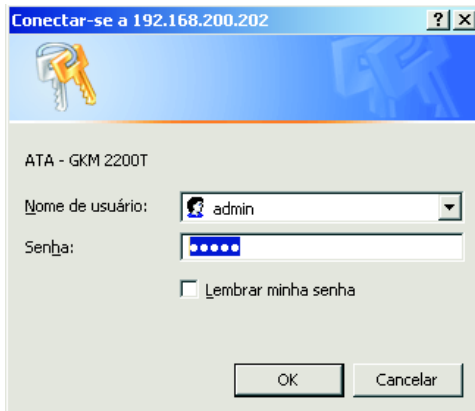 Conectar-se a 192.168.200.202
ATA - GKM 2200T
Nome de usuário: admin
Senha: •••••
Lembrar minha senha
OK Cancelar